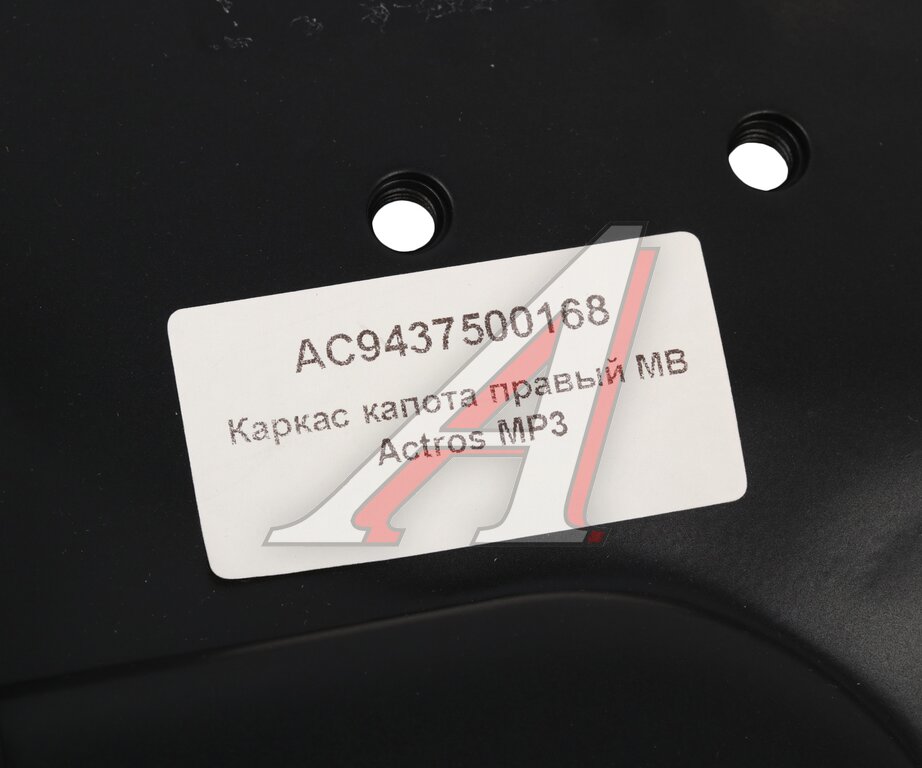 AC9437500168
Каркас капота правый MB
Actros MP3